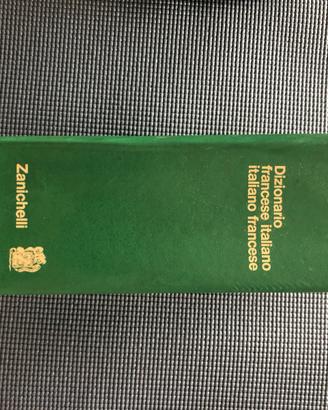 Dizionario
francese italiano
italiano francese
Zanichelli